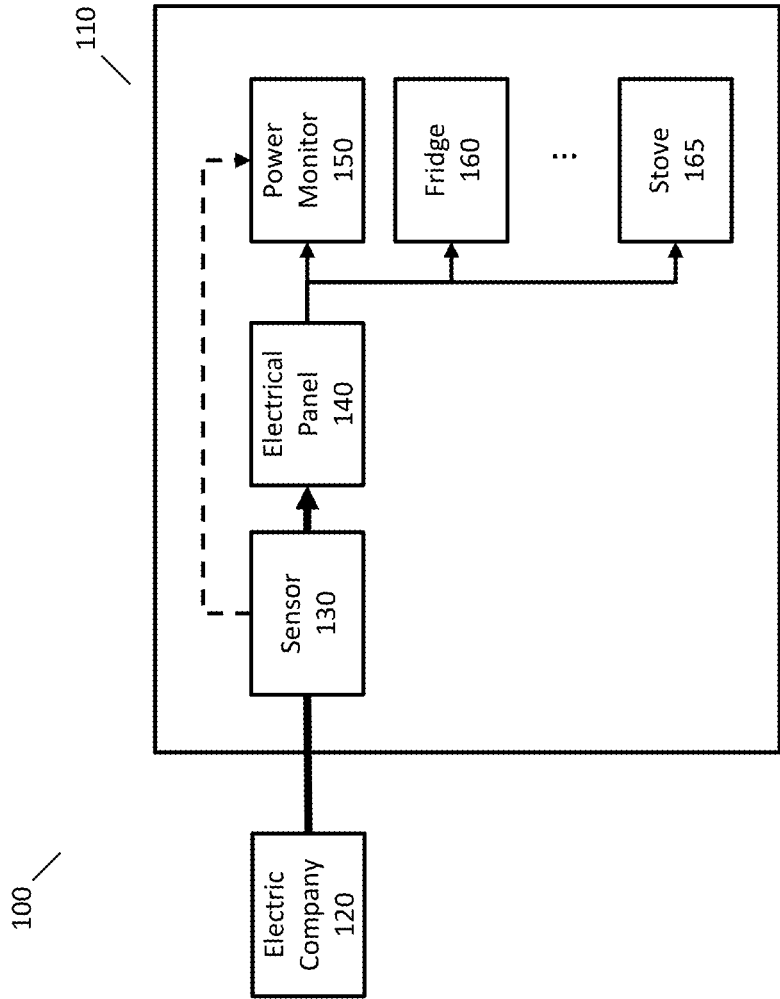 100
110
Electric
Company
120
Sensor
130
Electrical
Panel
140
Power
Monitor
150
Fridge
160
...
Stove
165